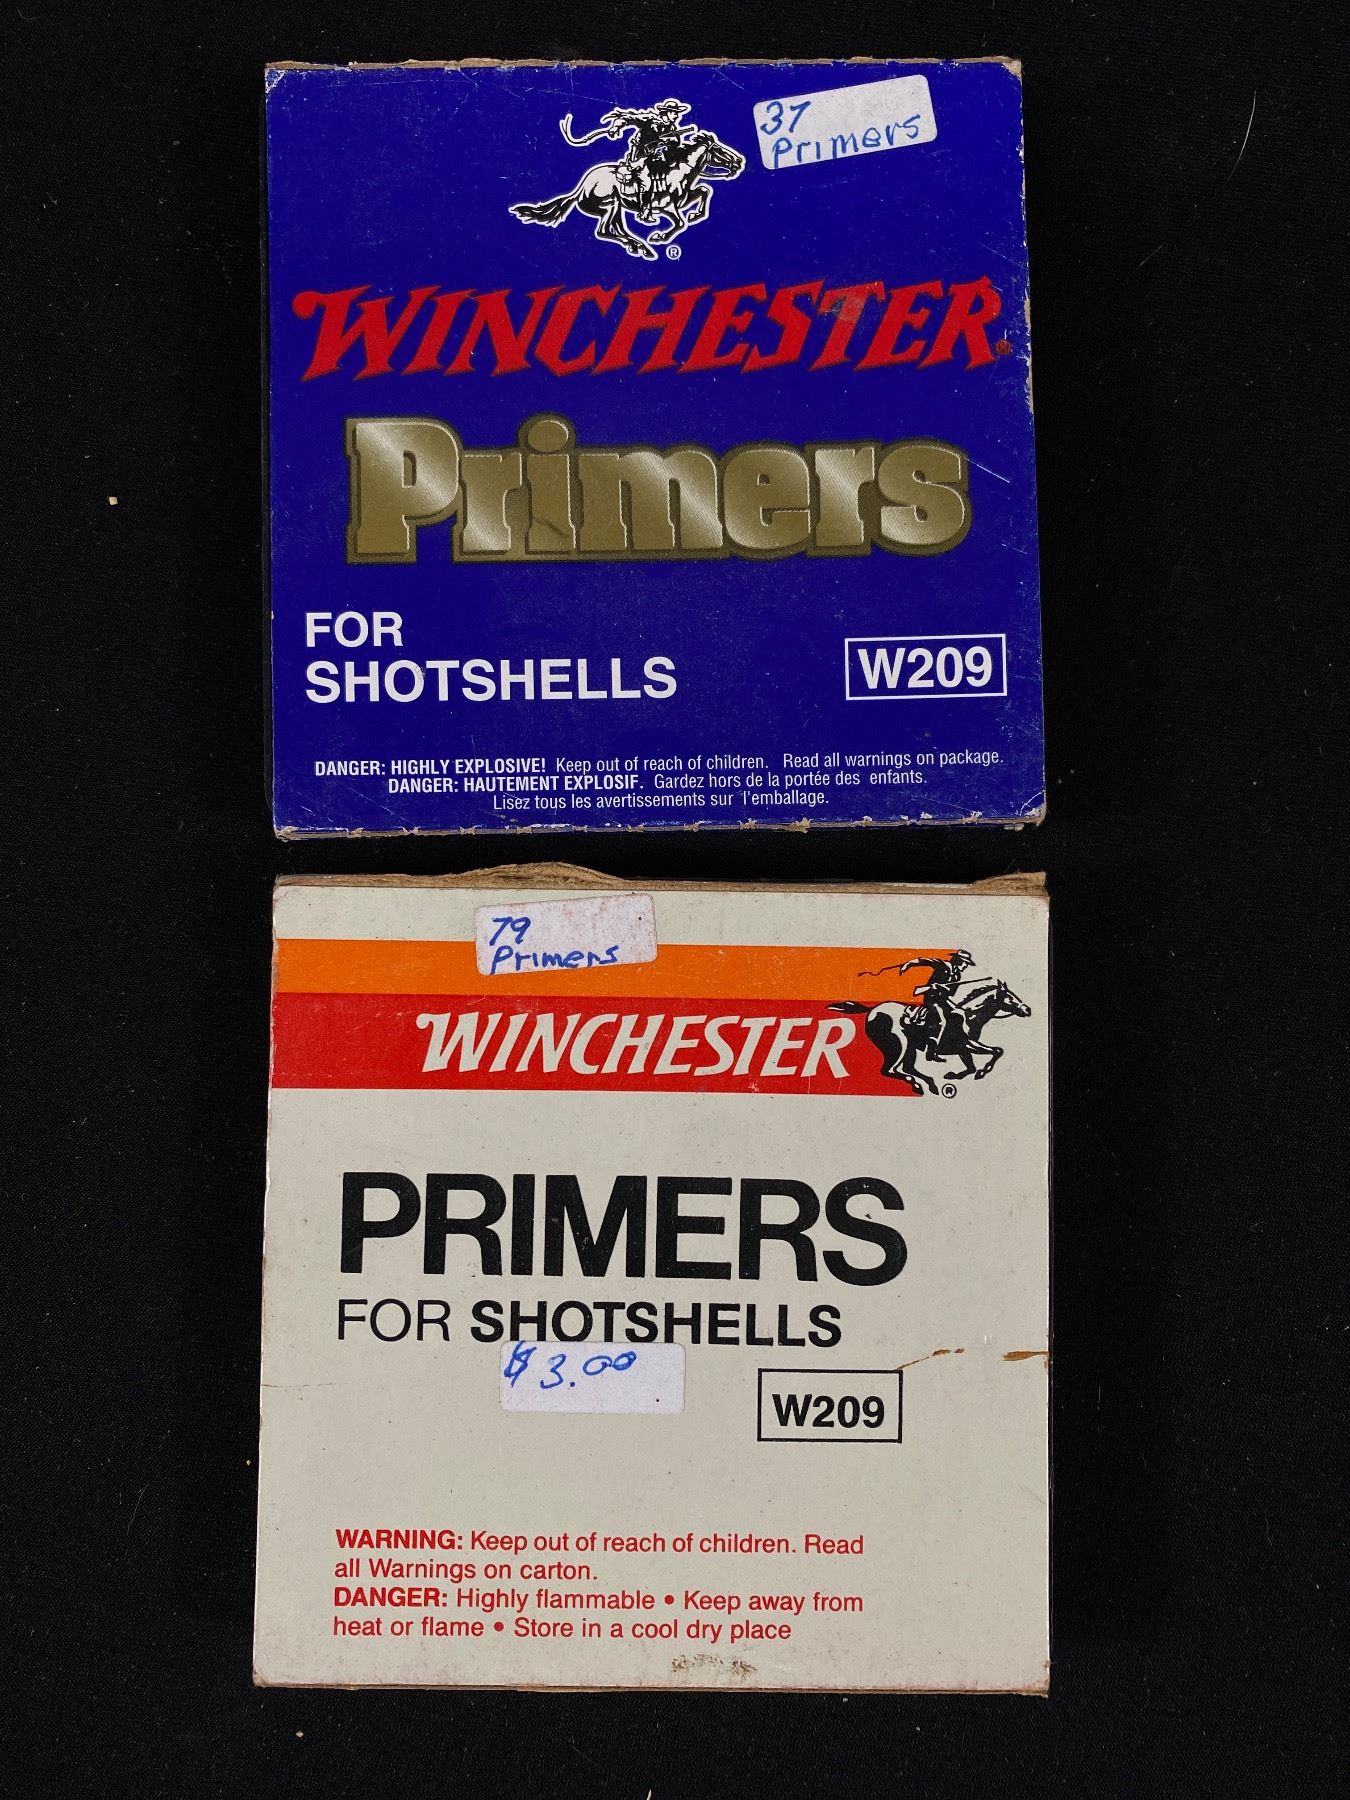 37
Primers
®
WINCHESTER®
Primers
FOR
SHOTSHELLS
W209
DANGER: HIGHLY EXPLOSIVE! Keep out of reach of children. Read all warnings on package.
DANGER: HAUTEMENT EXPLOSIF. Gardez hors de la portée des enfants.
Lisez tous les avertissements sur l'emballage.
79
Primers
WINCHESTER
®
PRIMERS
FOR SHOTSHELLS
$3.00
W209
WARNING: Keep out of reach of children. Read
all Warnings on carton.
DANGER: Highly flammable • Keep away from
heat or flame • Store in a cool dry place